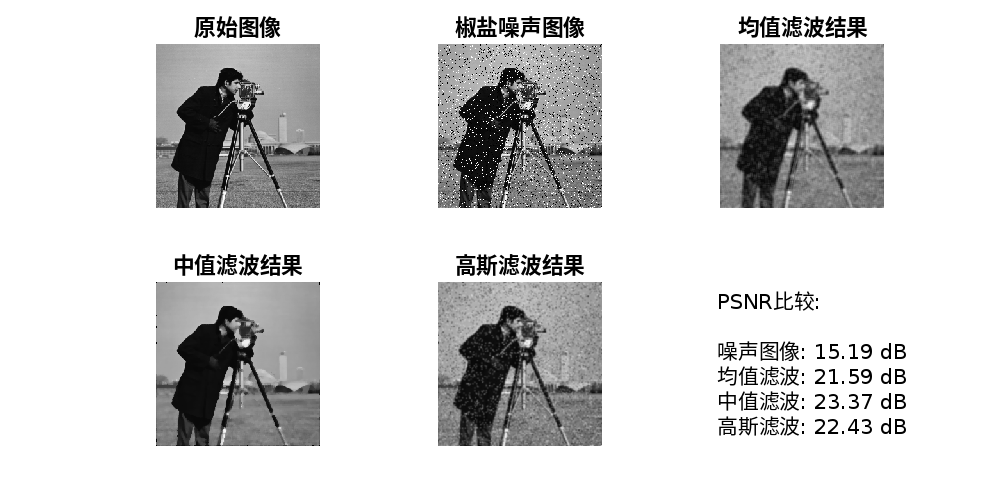 原始图像
椒盐噪声图像
均值滤波结果
中值滤波结果
高斯滤波结果
PSNR比较:
噪声图像: 15.19 dB
均值滤波: 21.59 dB
中值滤波: 23.37 dB
高斯滤波: 22.43 dB